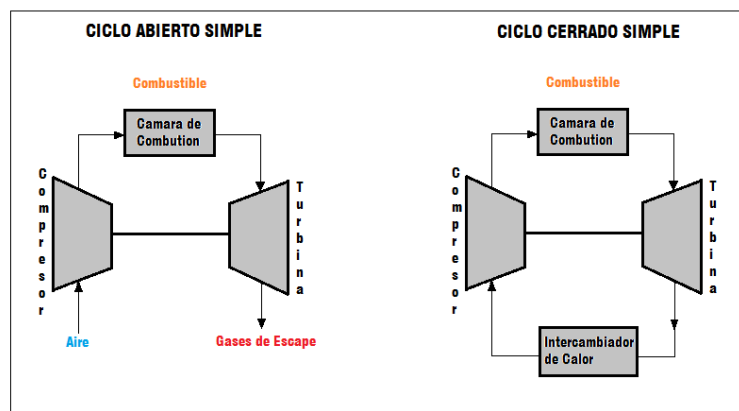 CICLO ABIERTO SIMPLE
Combustible
Camara de
Combution
Compresor
Turbina
Aire
Gases de Escape
CICLO CERRADO SIMPLE
Combustible
Camara de
Combution
Compresor
Turbina
Intercambiador
de Calor